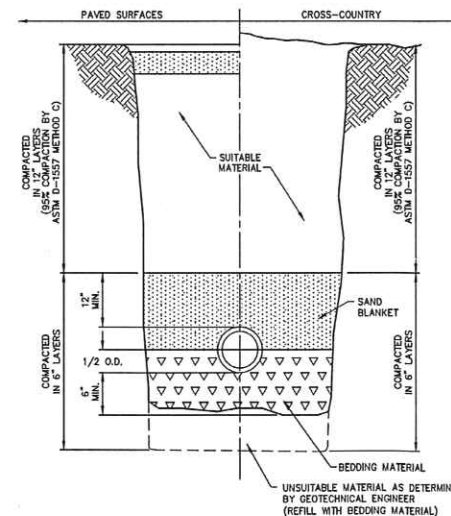 PAVED SURFACES
CROSS-COUNTRY
COMPACTED
IN 12" LAYERS
(95% COMPACTION BY
ASTM D-1557 METHOD C)
SUITABLE
MATERIAL
COMPACTED
IN 12" LAYERS
(95% COMPACTION BY
ASTM D-1557 METHOD C)
12"
MIN.
SAND
BLANKET
COMPACTED
IN 6" LAYERS
1/2 O.D.
6"
MIN.
COMPACTED
IN 6" LAYERS
BEDDING MATERIAL
UNSUITABLE MATERIAL AS DETERMIN
BY GEOTECHNICAL ENGINEER
(REFILL WITH BEDDING MATERIAL)